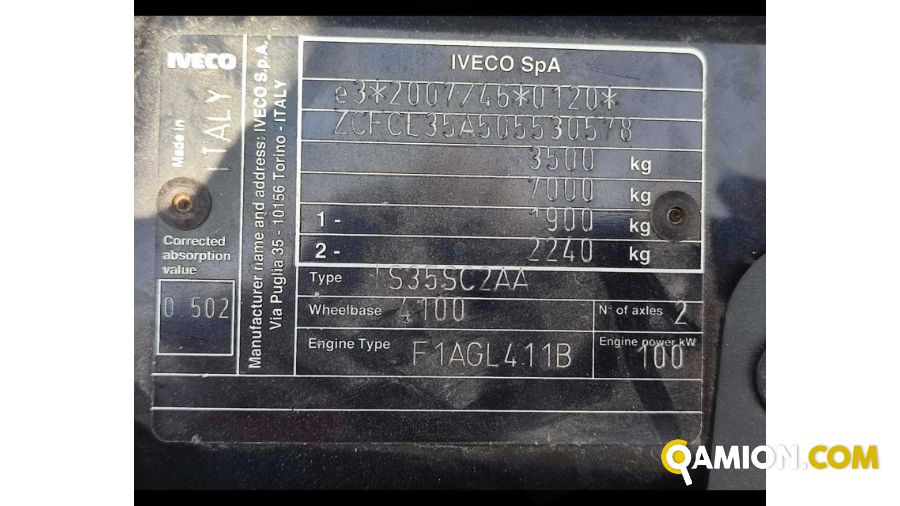 IVECO
Made in
ITALY
Corrected
absorption
value
0 502
Manufacturer name and address: IVECO S.p.A.
Via Puglia 35 - 10156 Torino - ITALY
IVECO SpA
e3*2007/46*0120*
ZCFCL35A505530578
3500 kg
7000 kg
1- 1900 kg
2- 2240 kg
Type IS35SC2AA
Wheelbase 4100
N° of axles 2
Engine Type F1AGL411B
Engine power kW
100
QAMION.COM